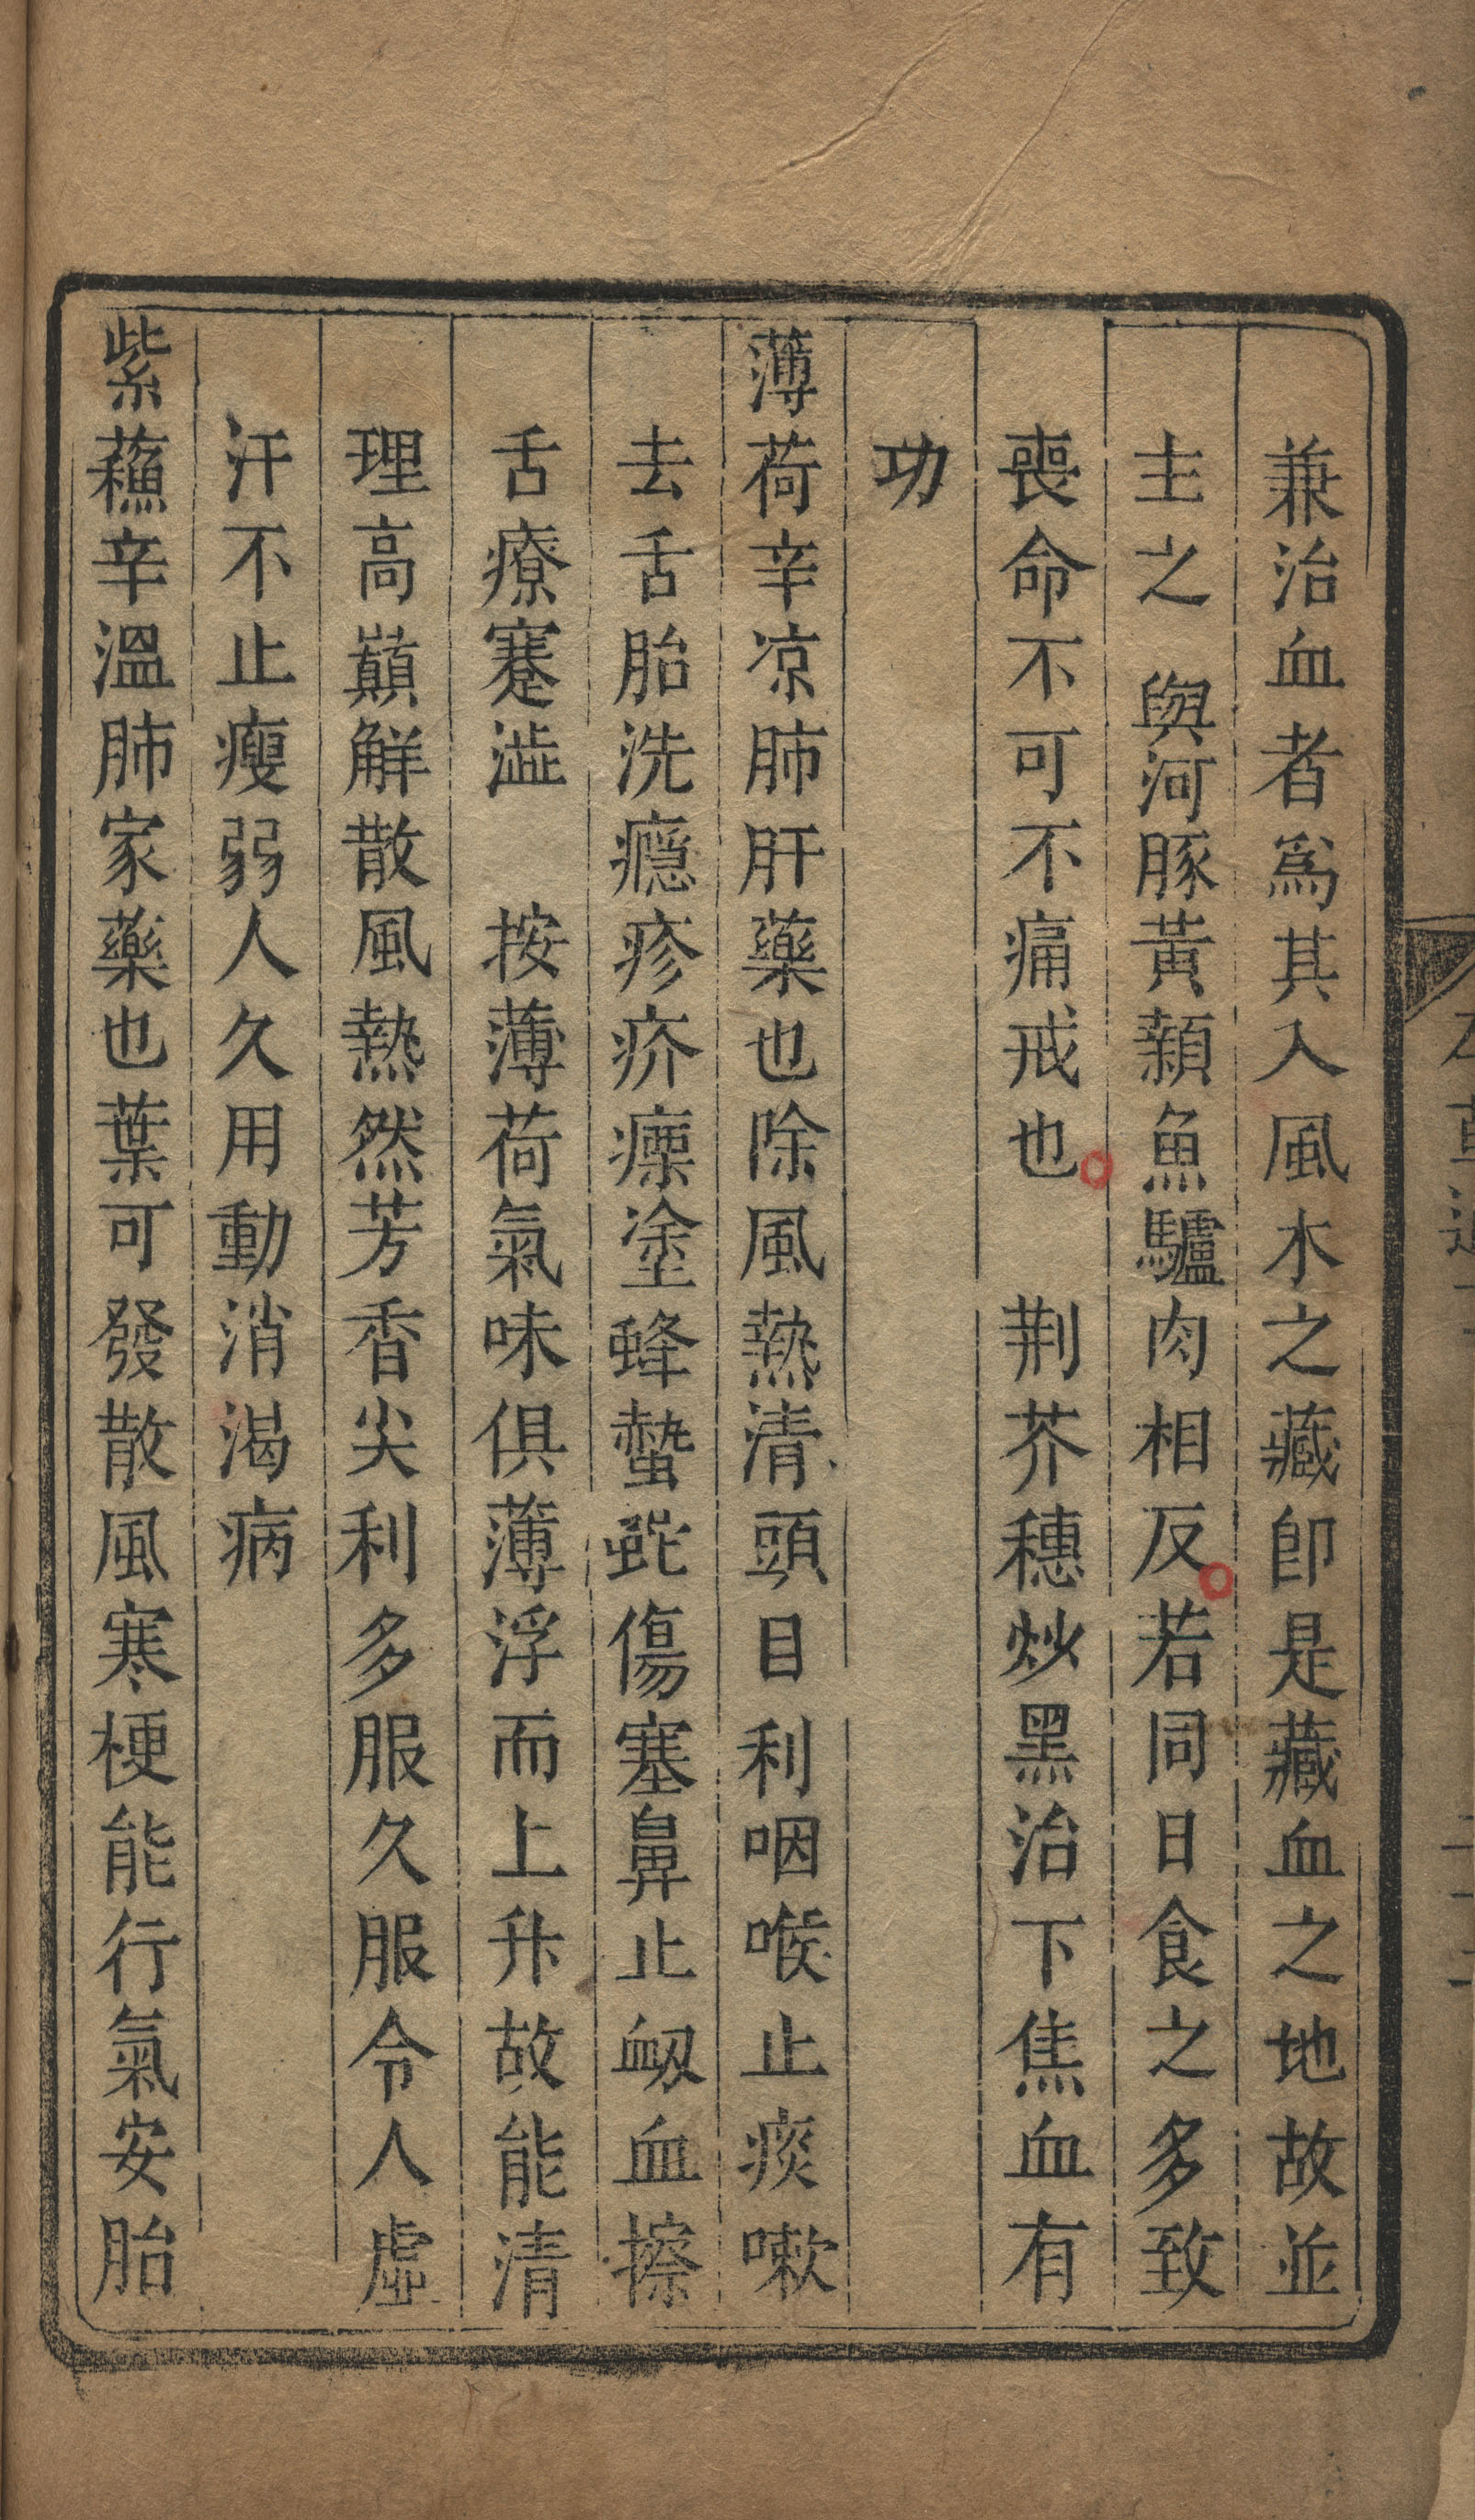 兼治血者爲其入風木之藏卽是藏血之地故並
主之　與河豚黃顙魚驢肉相反若同日食之多致
喪命不可不痛戒也　荆芥穗炒黑治下焦血有
功
薄荷辛凉肺肝藥也除風熱清頭目利咽喉止痰嗽
去舌胎洗癮疹疥瘭塗蜂蟄虵傷塞鼻止衂血擦
舌療蹇澁　按薄荷氣味俱薄浮而上升故能清
理高巔解散風熱然芳香尖利多服久服令人虛
汗不止瘦弱人久用動消渴病
紫蘓辛溫肺家藥也葉可發散風寒梗能行氣安胎